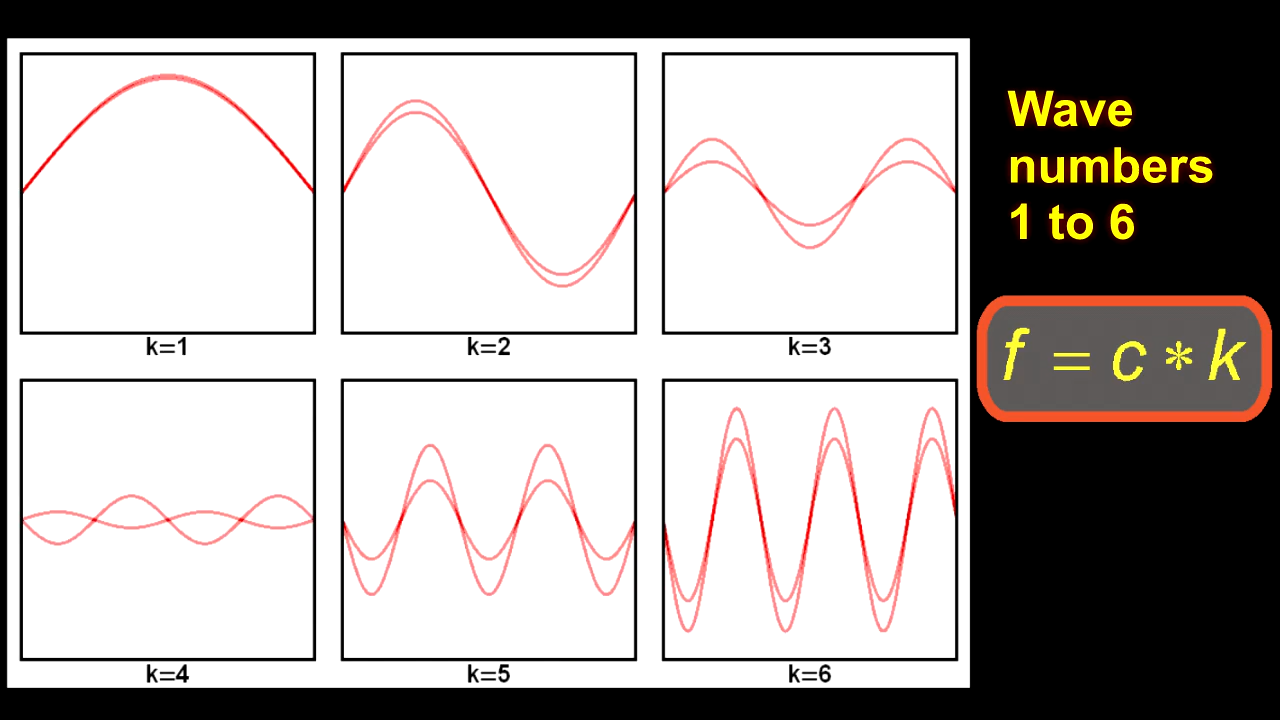 Wave
numbers
1 to 6
f = c * k
k=1
k=2
k=3
k=4
k=5
k=6